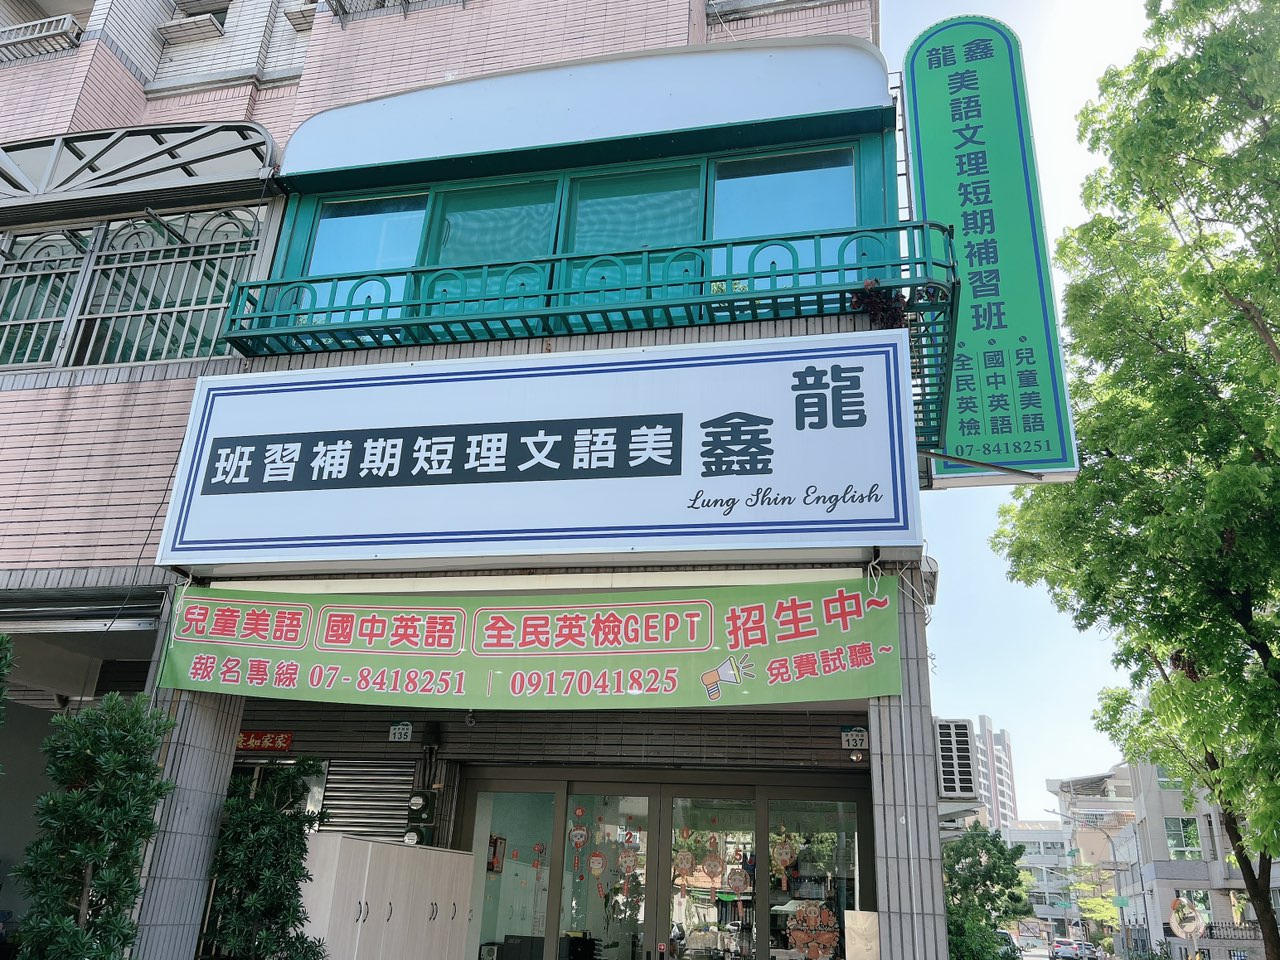 龍鑫
美語文理短期補習班
兒童美語
國中英語
全民英檢
07-8418251
龍鑫
美語文理短期補習班
Lung Shin English
兒童美語 國中英語 全民英檢GEPT 招生中~
報名專線 07-8418251 | 0917041825 免費試聽~
135
137
如家家